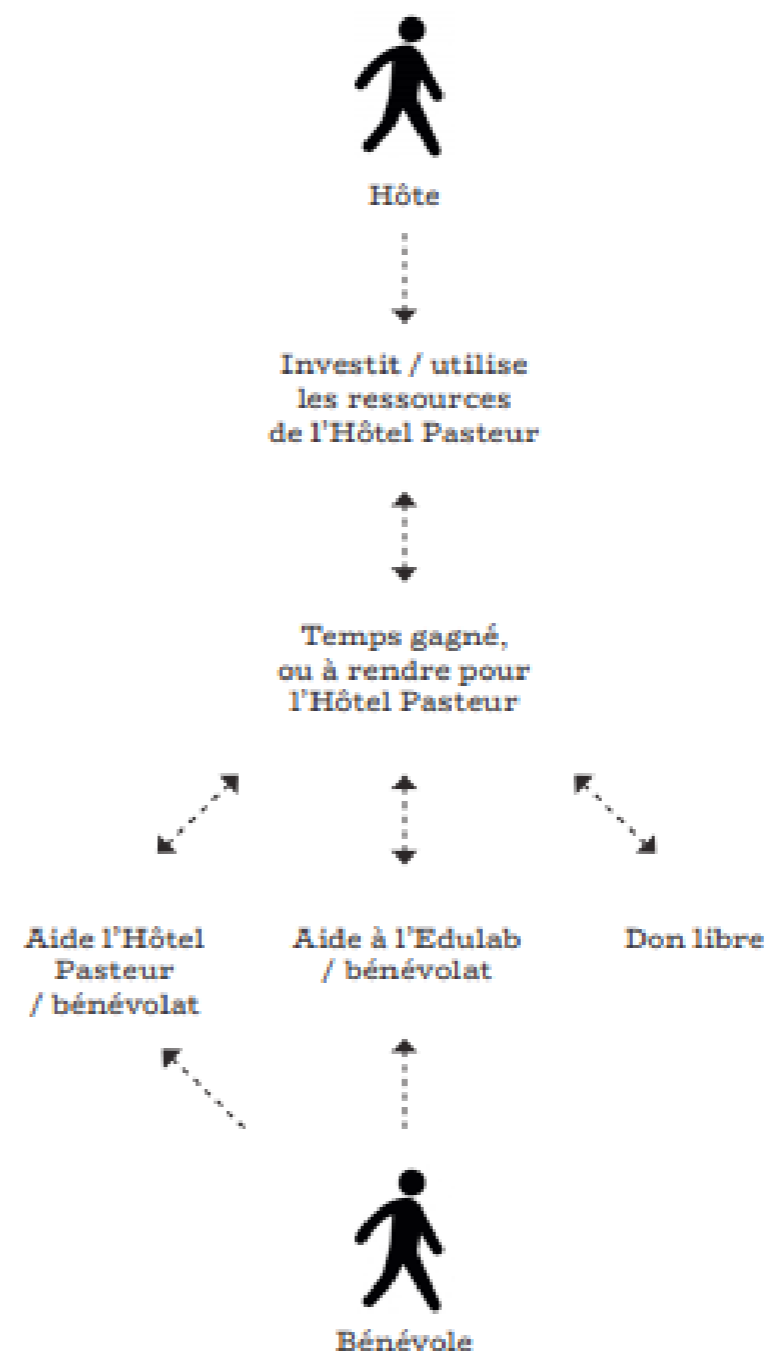 Hôte
Investit / utilise
les ressources
de l'Hôtel Pasteur
Temps gagné,
ou à rendre pour
l'Hôtel Pasteur
Aide l'Hôtel
Pasteur
/ bénévolat
Aide à l'Edulab
/ bénévolat
Don libre
Bénévole